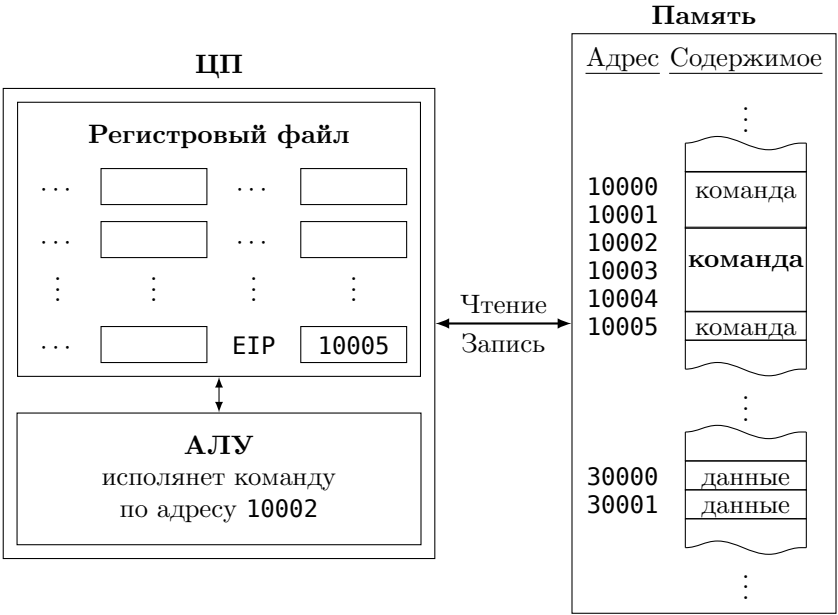 ЦП
Регистровый файл
... ...
... ...
... EIP 10005
АЛУ
исполянет команду
по адресу 10002
Чтение
Запись
Память
Адрес Содержимое
10000 команда
10001
10002
10003 команда
10004
10005 команда
30000 данные
30001 данные